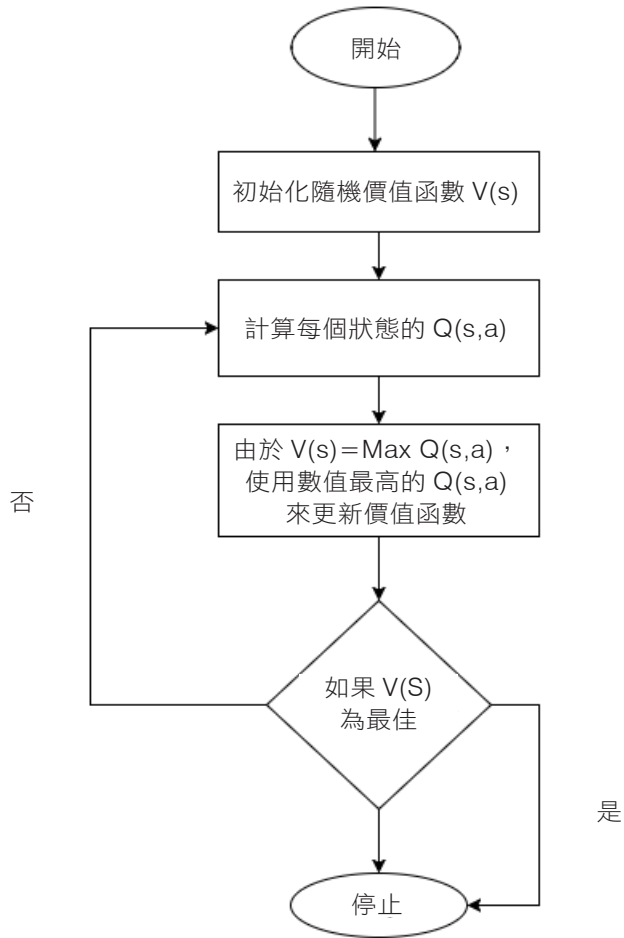 開始
初始化隨機價值函數 V(s)
計算每個狀態的 Q(s,a)
由於 V(s)=Max Q(s,a),
使用數值最高的 Q(s,a)
來更新價值函數
否
如果 V(S)
為最佳
是
停止